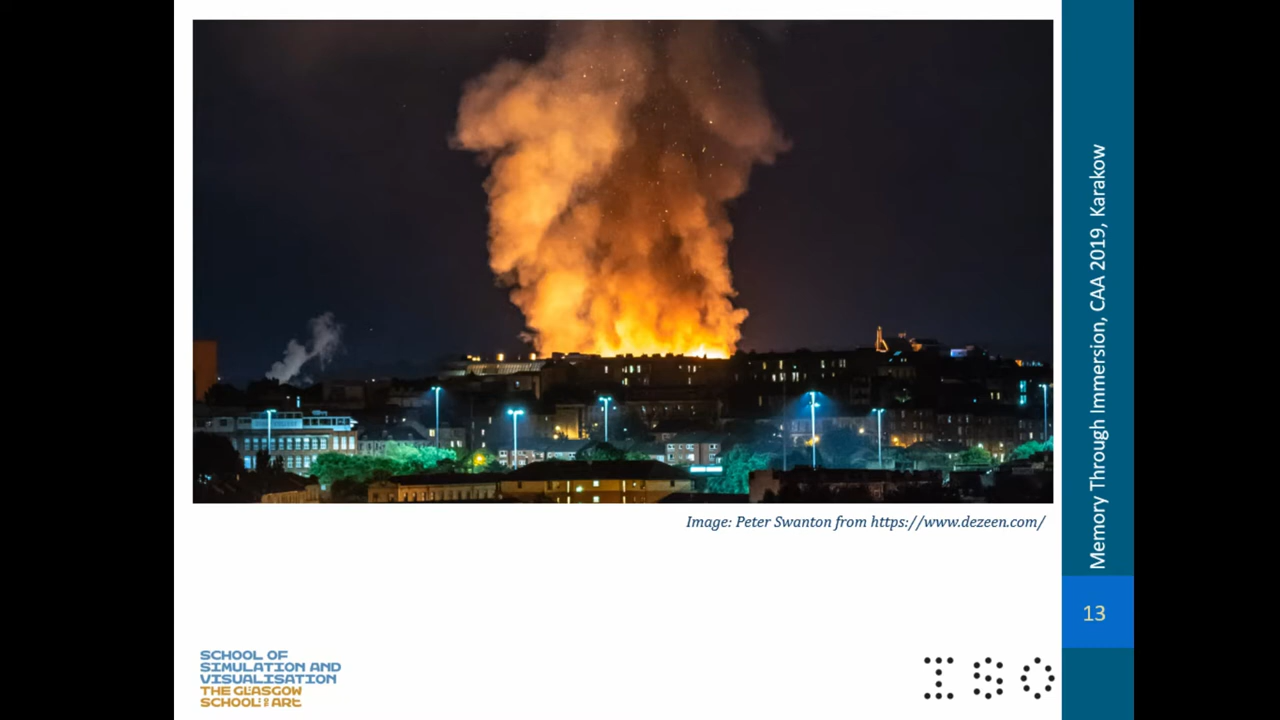 Image: Peter Swanton from https://www.dezeen.com/
Memory Through Immersion, CAA 2019, Karakow
13
SCHOOL OF
SIMULATION AND
VISUALISATION
THE GLASGOW
SCHOOL OF ART
ISO